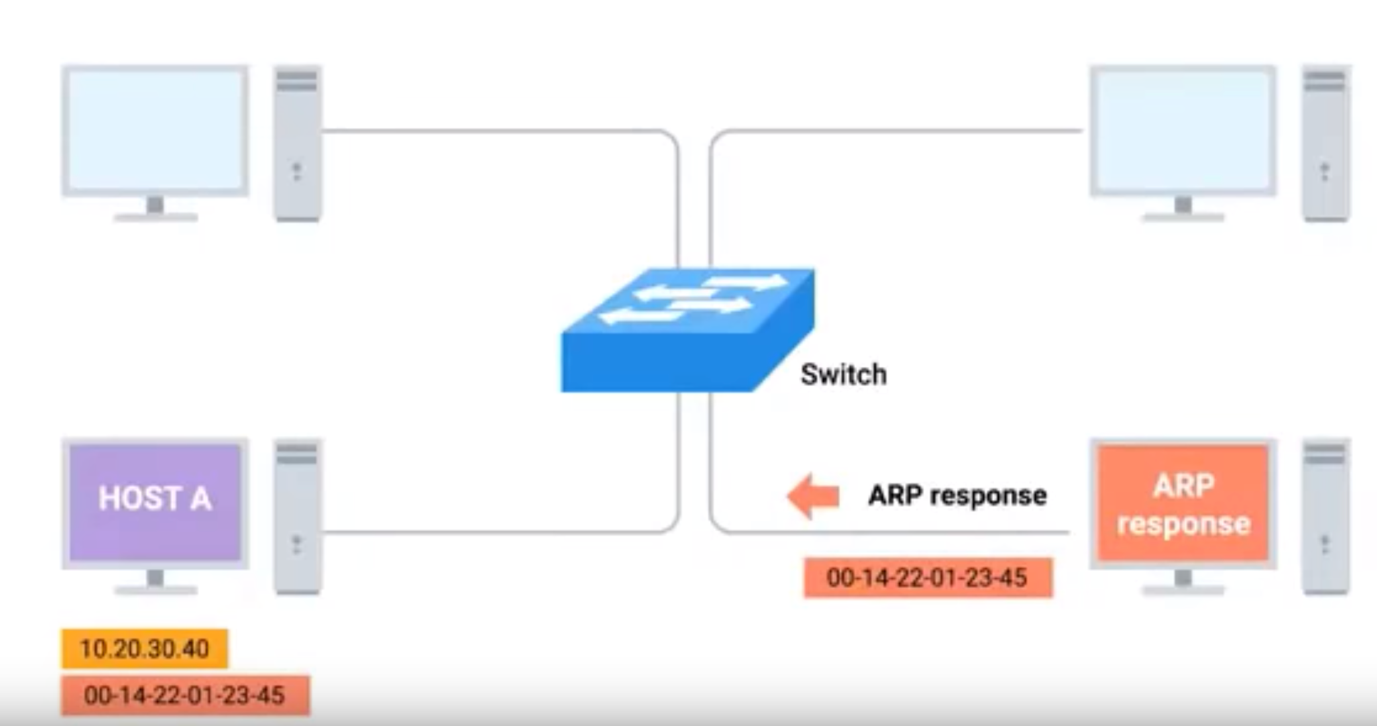 Switch
HOST A
ARP response
ARP
response
00-14-22-01-23-45
10.20.30.40
00-14-22-01-23-45